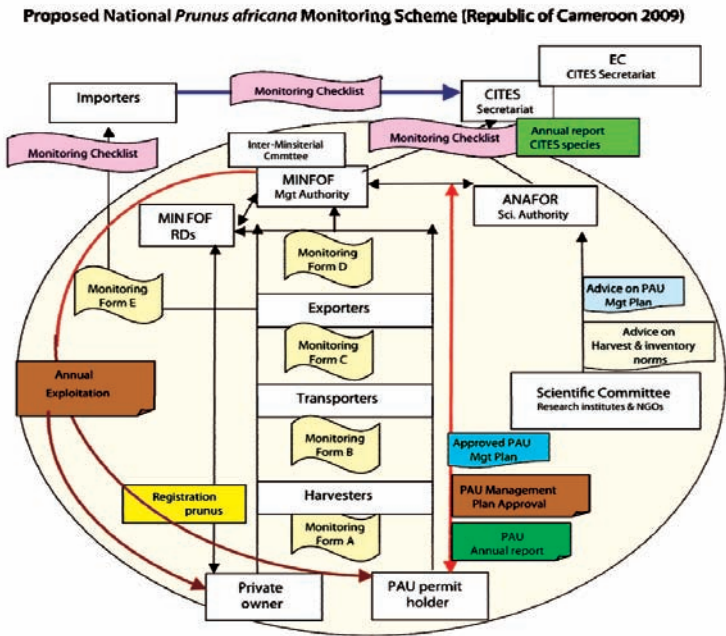 Proposed National Prunus africana Monitoring Scheme (Republic of Cameroon 2009)
EC
CITES Secretariat
Importers
Monitoring Checklist
CITES
Secretariat
Monitoring Checklist
Inter-Minsiterial
Cmmttee
Monitoring Checklist
Annual report
CITES species
MINFOF
Mgt Authority
ANAFOR
Sci. Authority
MIN FOF
RDs
Monitoring
Form D
Monitoring
Form E
Advice on PAU
Mgt Plan
Exporters
Advice on
Harvest & inventory
norms
Monitoring
Form C
Annual
Exploitation
Scientific Committee
Research institutes & NGOs
Transporters
Monitoring
Form B
Approved PAU
Mgt Plan
Registration
prunus
Harvesters
PAU Management
Plan Approval
Monitoring
Form A
PAU
Annual report
Private
owner
PAU permit
holder